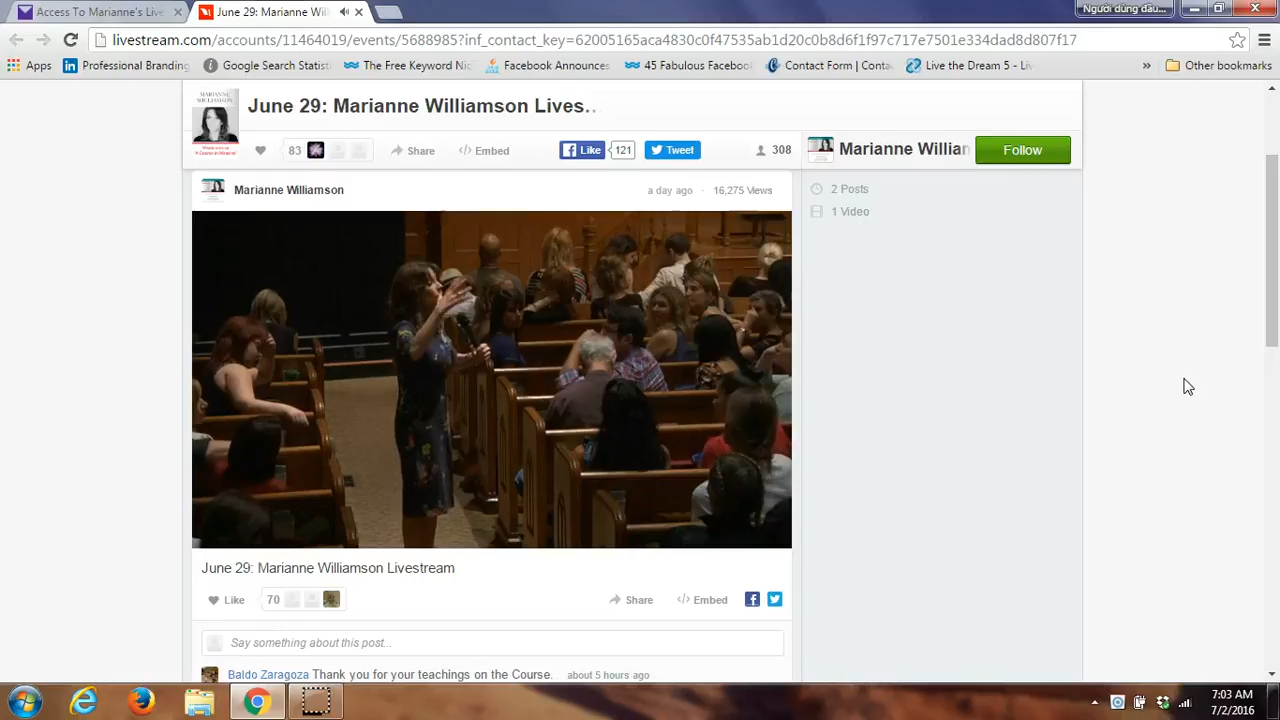 Access To Marianne's Live
June 29: Marianne Wil
Người dùng đầu...
livestream.com/accounts/11464019/events/5688985?inf_contact_key=62005165aca4830c0f47535ab1d20c0b8d6f1f97c717e7501e334dad8d807f17
Apps Professional Branding Google Search Statist The Free Keyword Nic Facebook Announces 45 Fabulous Facebook Contact Form | Conta Live the Dream 5 - Liv » Other bookmarks
MARIANNE
WILLIAMSON
June 29: Marianne Williamson Lives...
83 Share Embed Like 121 Tweet 308
Marianne Willian Follow
Marianne Williamson a day ago · 16,275 Views
2 Posts
1 Video
June 29: Marianne Williamson Livestream
Like 70 Share Embed
Say something about this post...
Baldo Zaragoza Thank you for your teachings on the Course. about 5 hours ago
7:03 AM
7/2/2016